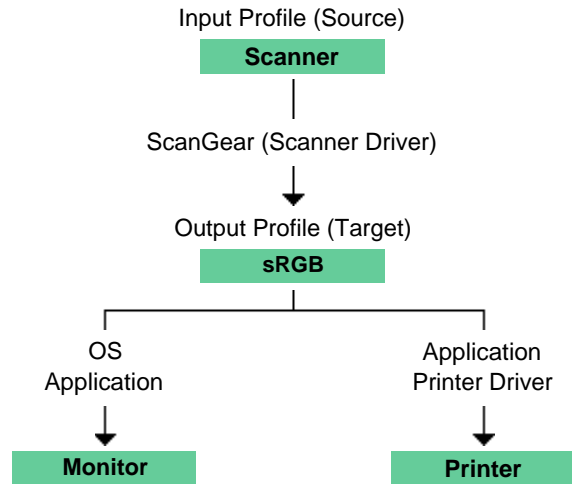 Input Profile (Source)
Scanner
ScanGear (Scanner Driver)
Output Profile (Target)
sRGB
OS
Application
Application
Printer Driver
Monitor
Printer